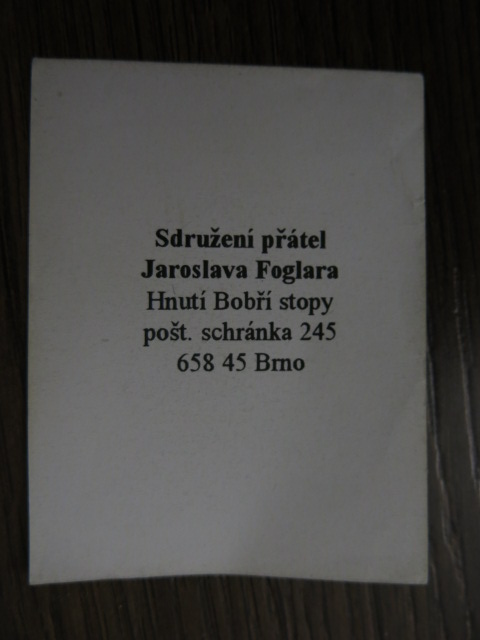 Sdružení přátel
Jaroslava Foglara
Hnutí Bobří stopy
pošt. schránka 245
658 45 Brno